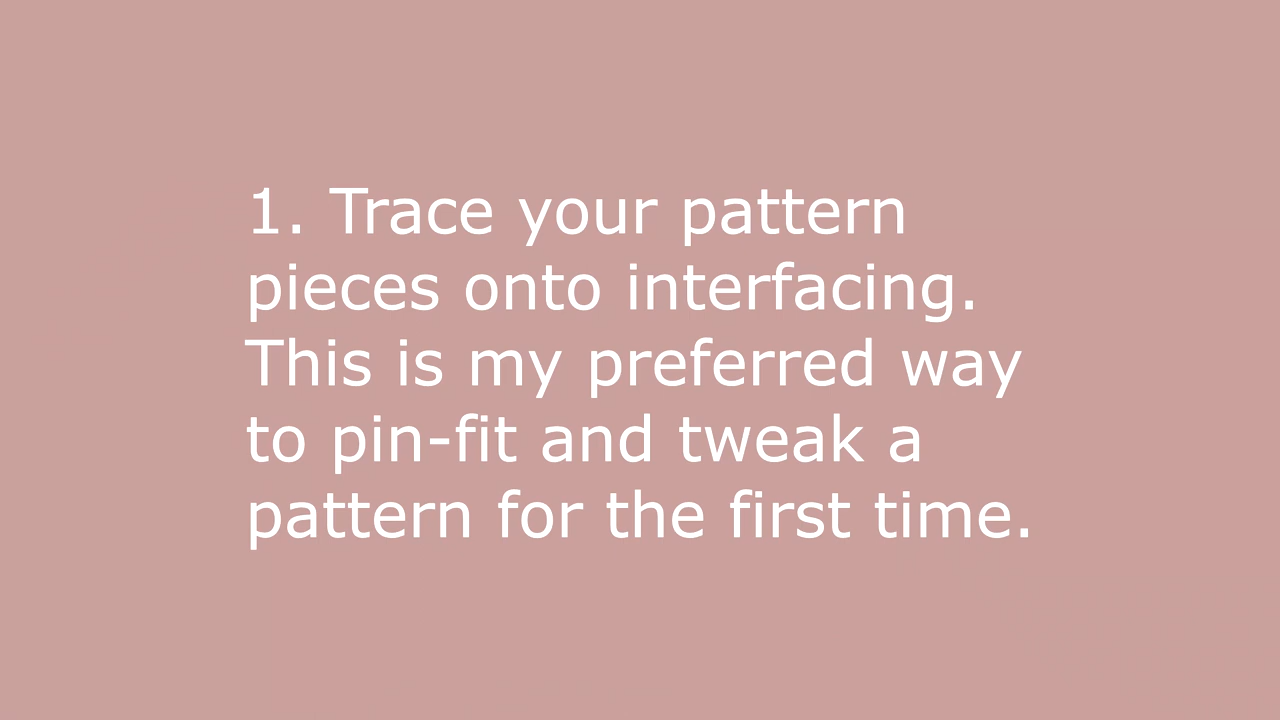 1. Trace your pattern
pieces onto interfacing.
This is my preferred way
to pin-fit and tweak a
pattern for the first time.